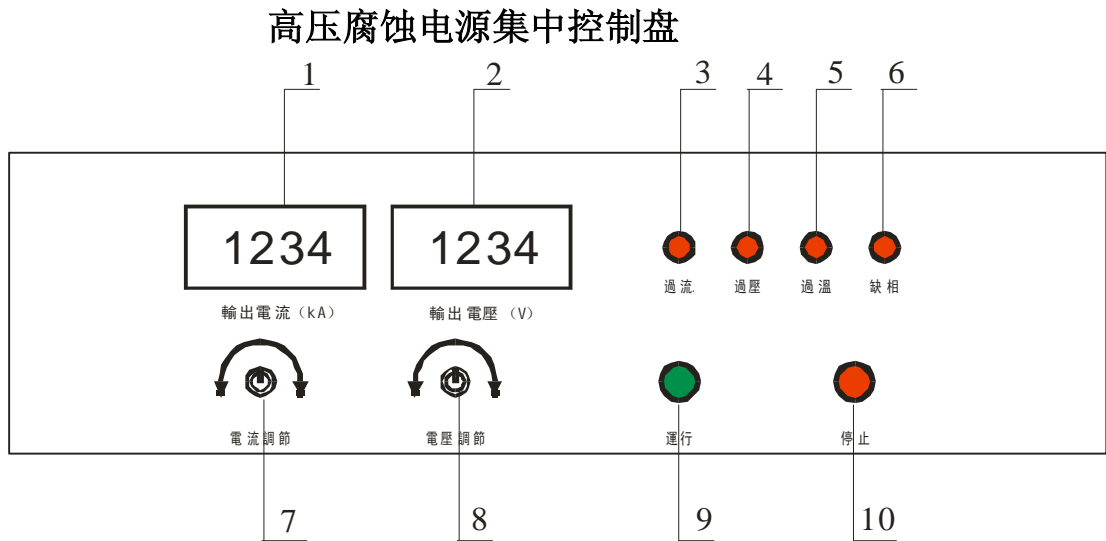 高压腐蚀电源集中控制盘
1 2 3 4 5 6
1234 1234
過流 過壓 過溫 缺相
輸出電流（kA） 輸出電壓（V）
電流調節 電壓調節 運行 停止
7 8 9 10